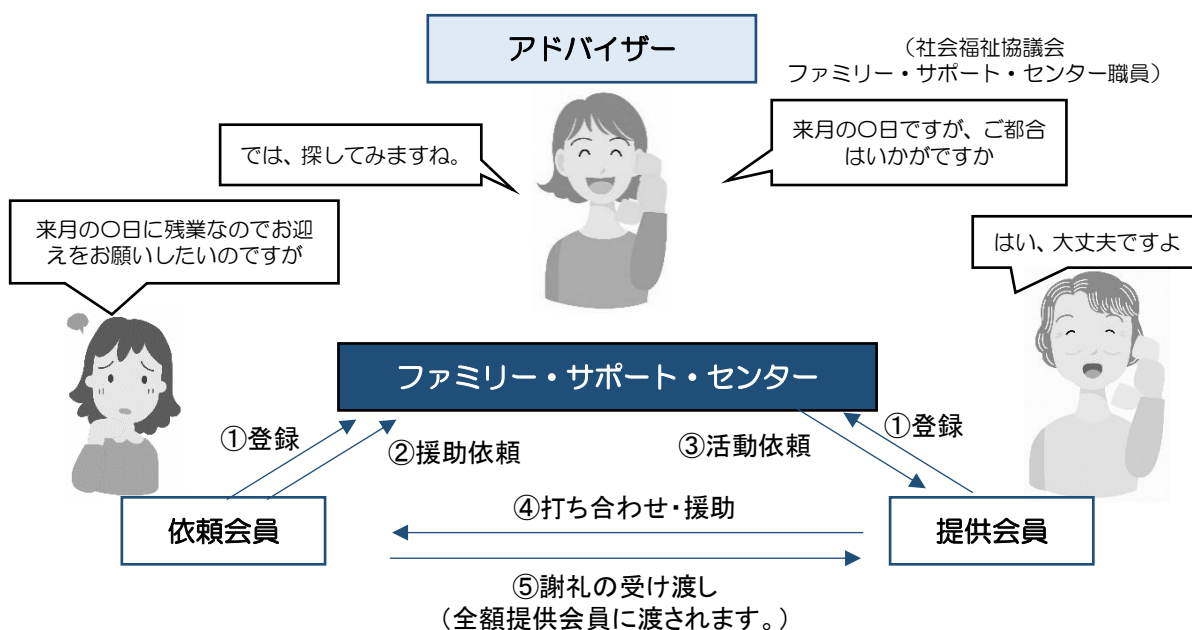 アドバイザー
（社会福祉協議会
ファミリー・サポート・センター職員）
では、探してみますね。
来月の〇日ですが、ご都合
はいかがですか
来月の〇日に残業なのでお迎
えをお願いしたいのですが
はい、大丈夫ですよ
ファミリー・サポート・センター
①登録
②援助依頼
③活動依頼
①登録
依頼会員
④打ち合わせ・援助
提供会員
⑤謝礼の受け渡し
（全額提供会員に渡されます。）